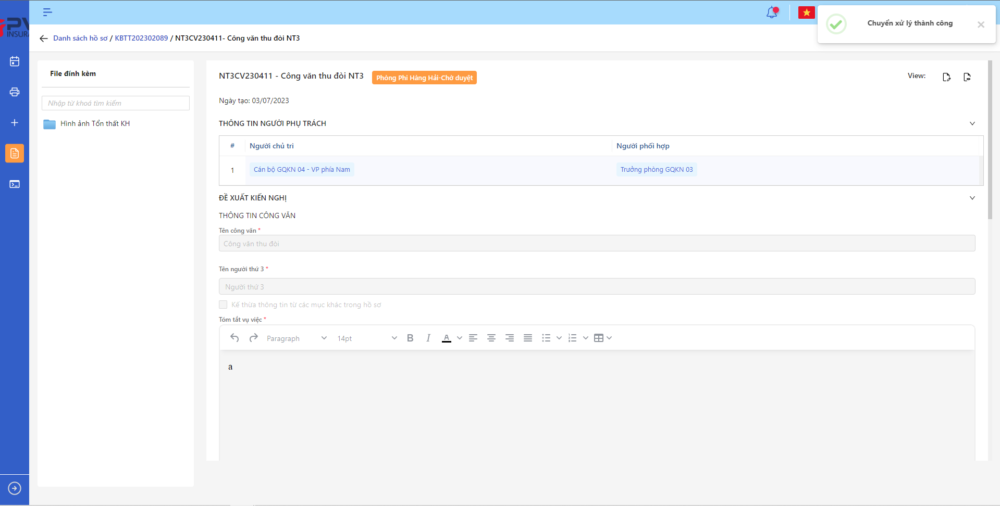 Chuyển xử lý thành công
Danh sách hồ sơ / KBTT202302089 / NT3CV230411- Công văn thu đòi NT3
File đính kèm
Nhập từ khoá tìm kiếm
Hình ảnh Tổn thất KH
NT3CV230411 - Công văn thu đòi NT3
Phòng Phi Hàng Hải-Chờ duyệt
View:
Ngày tạo: 03/07/2023
THÔNG TIN NGƯỜI PHỤ TRÁCH
# Người chủ trì Người phối hợp
1 Cán bộ GQKN 04 - VP phía Nam Trưởng phòng GQKN 03
ĐỀ XUẤT KIẾN NGHỊ
THÔNG TIN CÔNG VĂN
Tên công văn *
Công văn thu đòi
Tên người thứ 3 *
Người thứ 3
Kế thừa thông tin từ các mục khác trong hồ sơ
Tóm tắt vụ việc *
Paragraph 14pt B I A
a